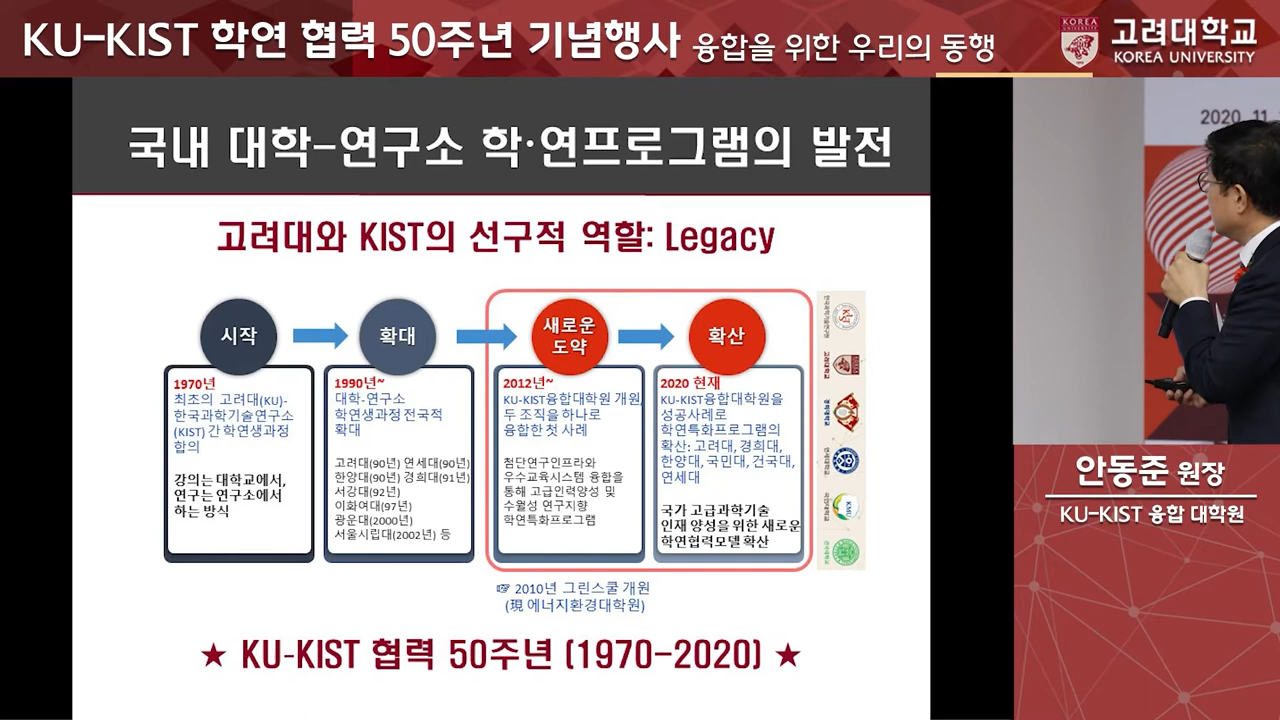 KU-KIST 학연 협력 50주년 기념행사 융합을 위한 우리의 동행
KOREA UNIVERSITY
고려대학교
KOREA UNIVERSITY
국내 대학-연구소 학·연프로그램의 발전
고려대와 KIST의 선구적 역할: Legacy
시작
확대
새로운
도약
확산
1970년
최초의 고려대(KU)-
한국과학기술연구소
(KIST) 간 학연생과정
합의
강의는 대학교에서,
연구는 연구소에서
하는 방식
1990년~
대학-연구소
학연생과정 전국적
확대
고려대(90년) 연세대(90년)
한양대(90년) 경희대(91년)
서강대(92년)
이화여대(97년)
광운대(2000년)
서울시립대(2002년) 등
2012년~
KU-KIST융합대학원 개원,
두 조직을 하나로
융합한 첫 사례
첨단연구인프라와
우수교육시스템 융합을
통해 고급인력양성 및
수월성 연구지향
학연특화프로그램
2020 현재
KU-KIST융합대학원을
성공사례로
학연특화프로그램의
확산: 고려대, 경희대,
한양대, 국민대, 건국대,
연세대
국가 고급과학기술
인재 양성을 위한 새로운
학연협력모델 확산
☞ 2010년 그린스쿨 개원
(現 에너지환경대학원)
★ KU-KIST 협력 50주년 (1970-2020) ★
2020 11
안동준 원장
KU-KIST 융합 대학원